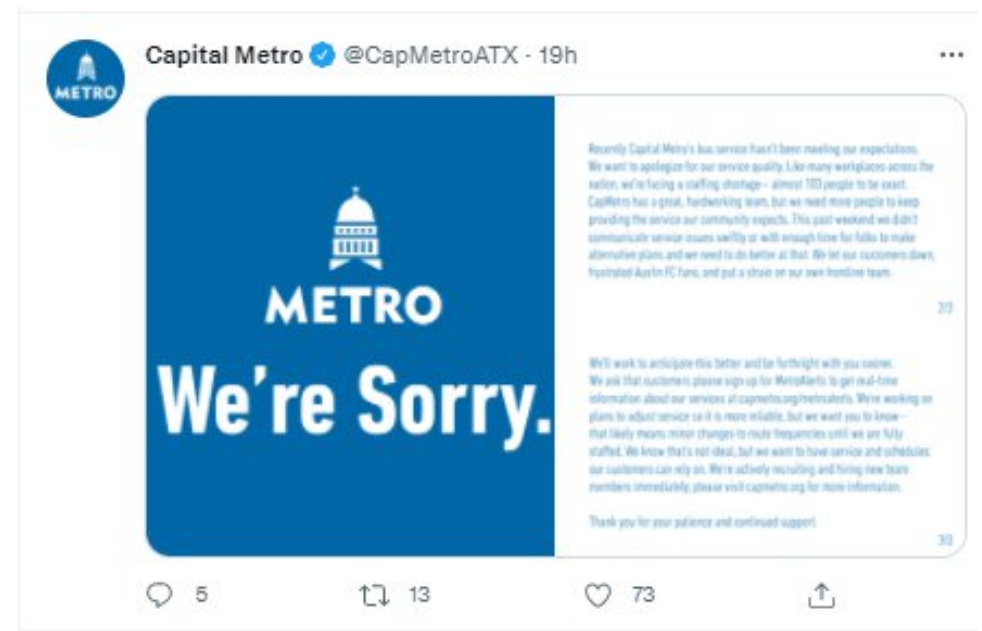 Capital Metro @CapMetroATX · 19h
METRO
METRO
We're Sorry.
Recently Capital Metro's bus service hasn't been meeting our expectations.
We want to apologize for our service quality. Like many workplaces across the
nation, we're facing a staffing shortage— almost 100 people to be exact.
CapMetro has a great, hardworking team, but we need more people to keep
providing the service our community expects. This past weekend we didn't
communicate service issues swiftly or with enough time for folks to make
alternative plans and we need to do better at that. We let our customers down,
frustrated Austin FC fans, and put a strain on our own frontline team.
2/3
We'll work to anticipate this better and be forthright with you sooner.
We ask that customers please sign up for MetroAlerts to get real-time
information about our services at capmetro.org/metroalerts. We're working on
plans to adjust service so it is more reliable, but we want you to know—
that likely means minor changes to route frequencies until we are fully
staffed. We know that's not ideal, but we want to have service and schedules
our customers can rely on. We're actively recruiting and hiring new team
members immediately, please visit capmetro.org for more information.
Thank you for your patience and continued support.
3/3
5 13 73